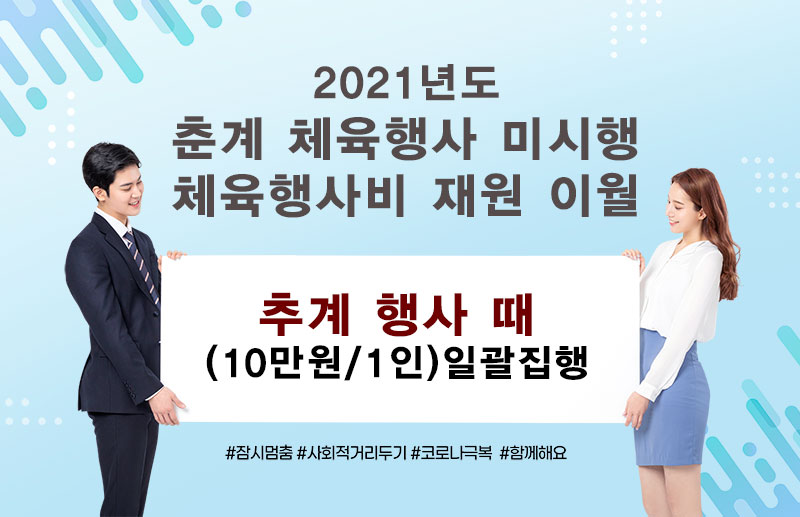 2021년도
춘계 체육행사 미시행
체육행사비 재원 이월
추계 행사 때
(10만원/1인)일괄집행
#잠시멈춤 #사회적거리두기 #코로나극복 #함께해요